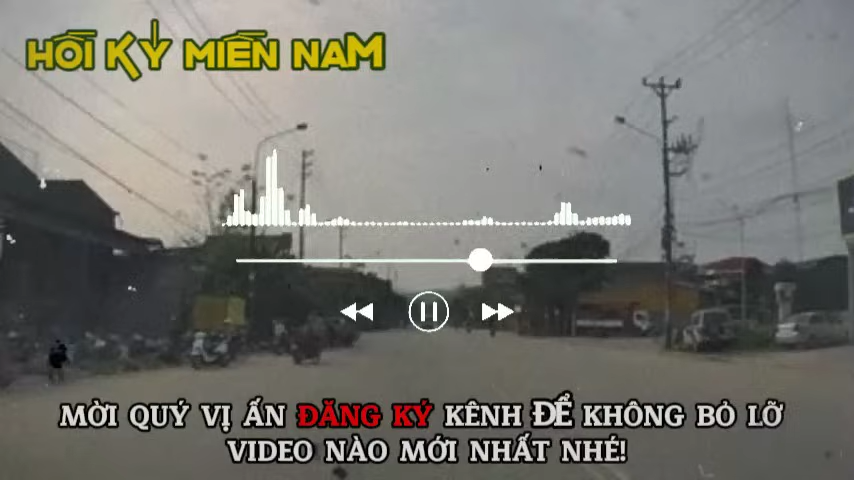 HỒI KÝ MIỀN NAM
MỜI QUÝ VỊ ẤN ĐĂNG KÝ KÊNH ĐỂ KHÔNG BỎ LỠ
VIDEO NÀO MỚI NHẤT NHÉ!